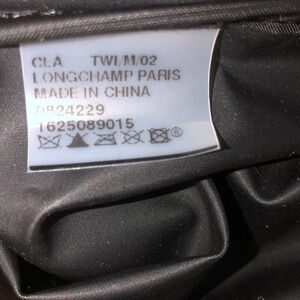 CLA TWI/M/02
LONGCHAMP PARIS
MADE IN CHINA
0824229
1625089015